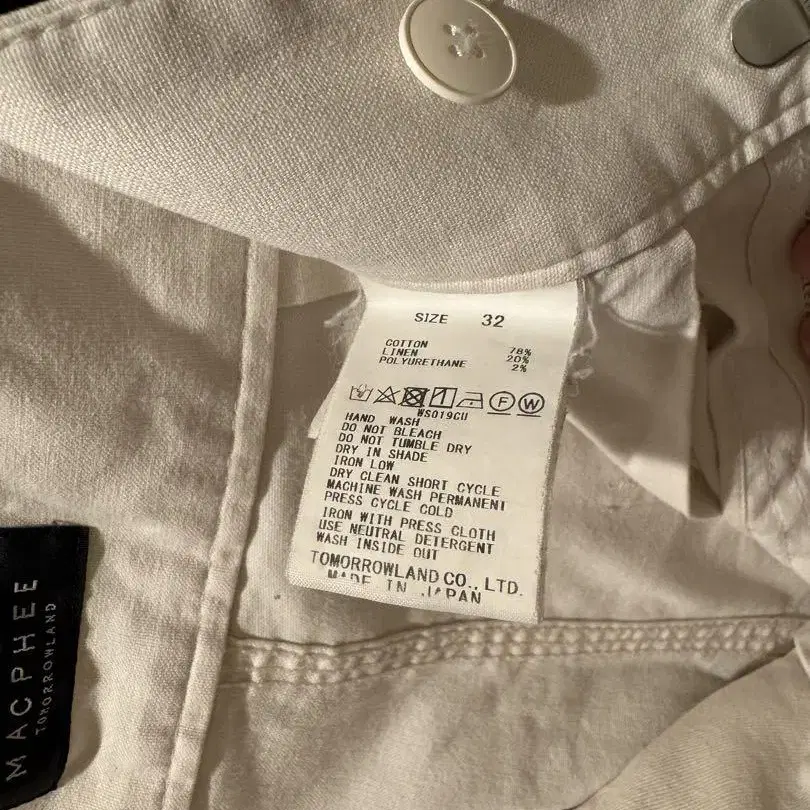 SIZE 32
COTTON 78%
LINEN 20%
POLYURETHANE 2%
F W
WS019CU
HAND WASH
DO NOT BLEACH
DO NOT TUMBLE DRY
DRY IN SHADE
IRON LOW
DRY CLEAN SHORT CYCLE
MACHINE WASH PERMANENT
PRESS CYCLE COLD
IRON WITH PRESS CLOTH
USE NEUTRAL DETERGENT
WASH INSIDE OUT
TOMORROWLAND CO., LTD.
MADE IN JAPAN
MACPHEE
TOMORROWLAND